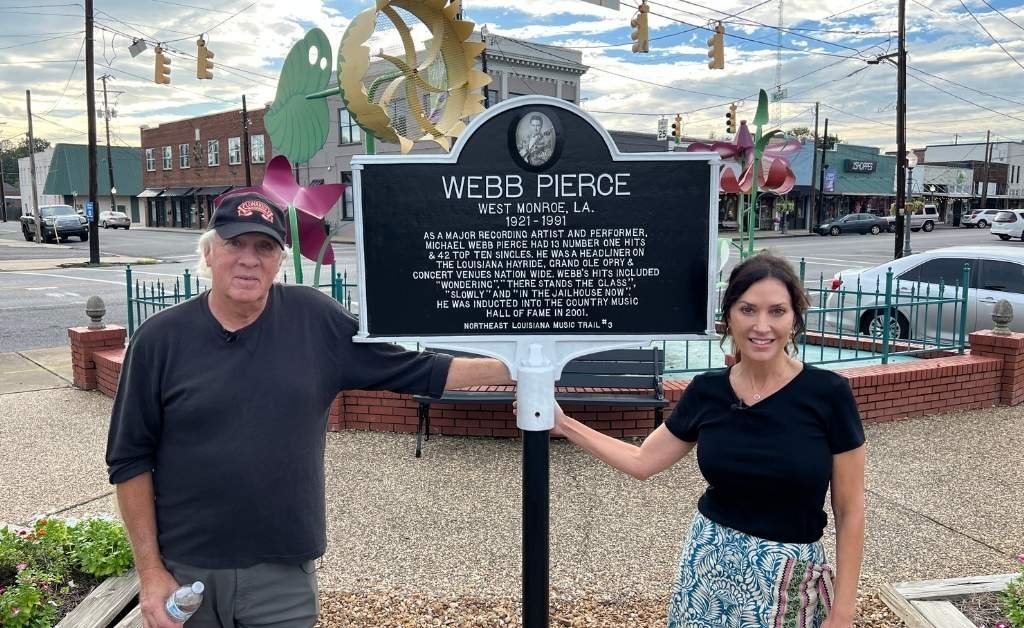 WEBB PIERCE
WEST MONROE, LA.
1921-1991
AS A MAJOR RECORDING ARTIST AND PERFORMER,
MICHAEL WEBB PIERCE HAD 13 NUMBER ONE HITS
& 42 TOP TEN SINGLES. HE WAS A HEADLINER ON
THE LOUISIANA HAYRIDE, GRAND OLE OPRY &
CONCERT VENUES NATION WIDE. WEBB'S HITS INCLUDED
"WONDERING", "THERE STANDS THE GLASS",
"SLOWLY" AND "IN THE JAILHOUSE NOW".
HE WAS INDUCTED INTO THE COUNTRY MUSIC
HALL OF FAME IN 2001.
NORTHEAST LOUISIANA MUSIC TRAIL #3
25